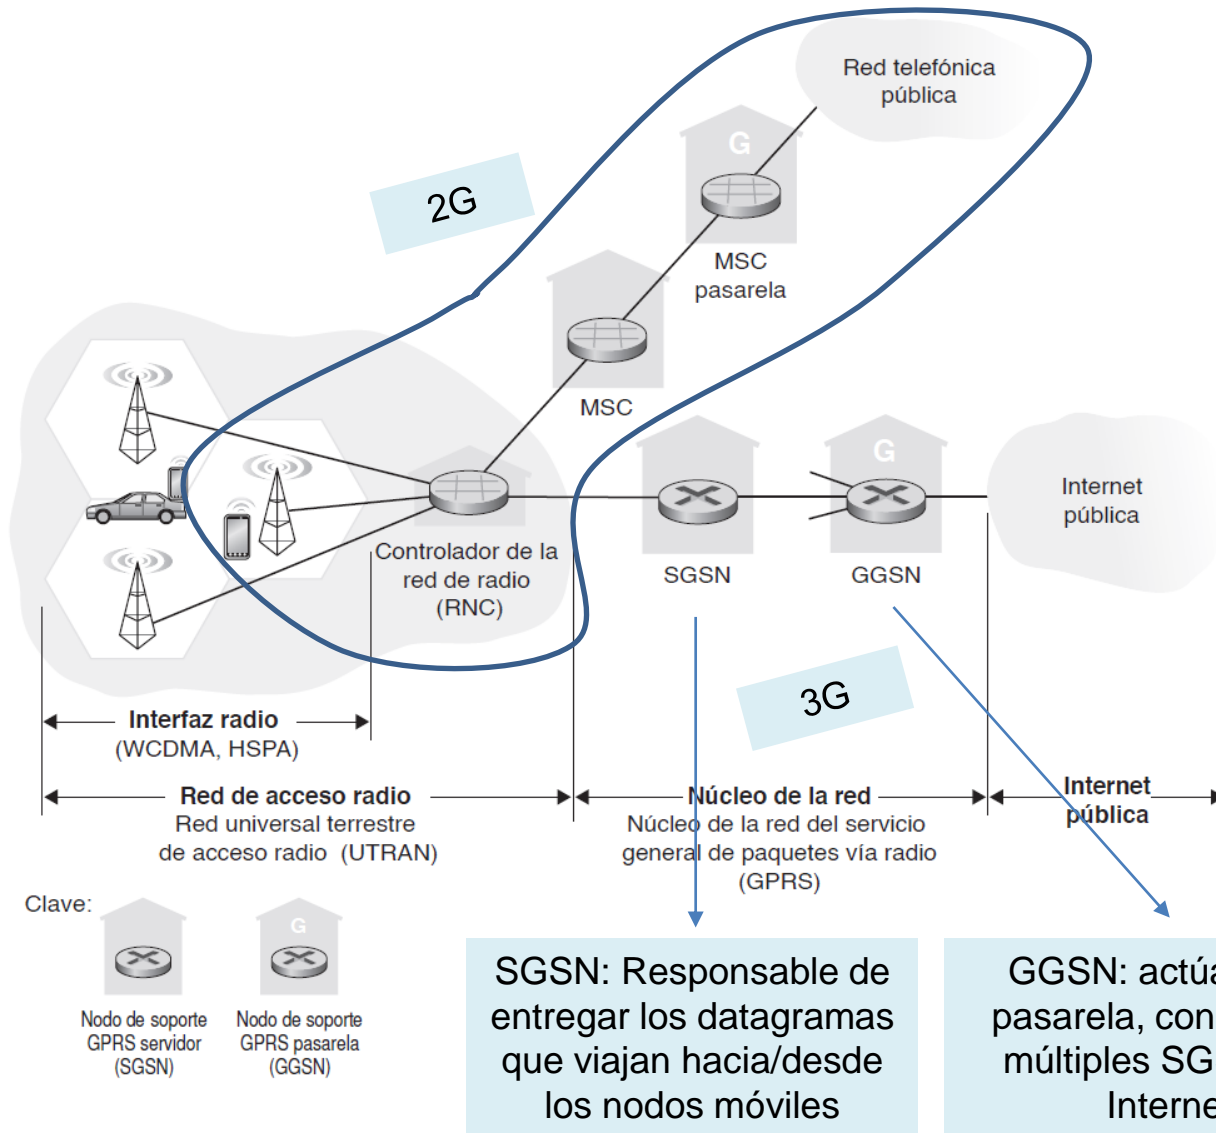 Red telefónica
pública
G
2G
MSC
pasarela
MSC
G
Internet
pública
Controlador de la
red de radio
(RNC)
SGSN
GGSN
3G
Interfaz radio
(WCDMA, HSPA)
Red de acceso radio
Red universal terrestre
de acceso radio (UTRAN)
Núcleo de la red
Núcleo de la red del servicio
general de paquetes vía radio
(GPRS)
Internet
pública
Clave:
G
Nodo de soporte
GPRS servidor
(SGSN)
Nodo de soporte
GPRS pasarela
(GGSN)
SGSN: Responsable de
entregar los datagramas
que viajan hacia/desde
los nodos móviles
GGSN: actúa
pasarela, con
múltiples SG
Interne